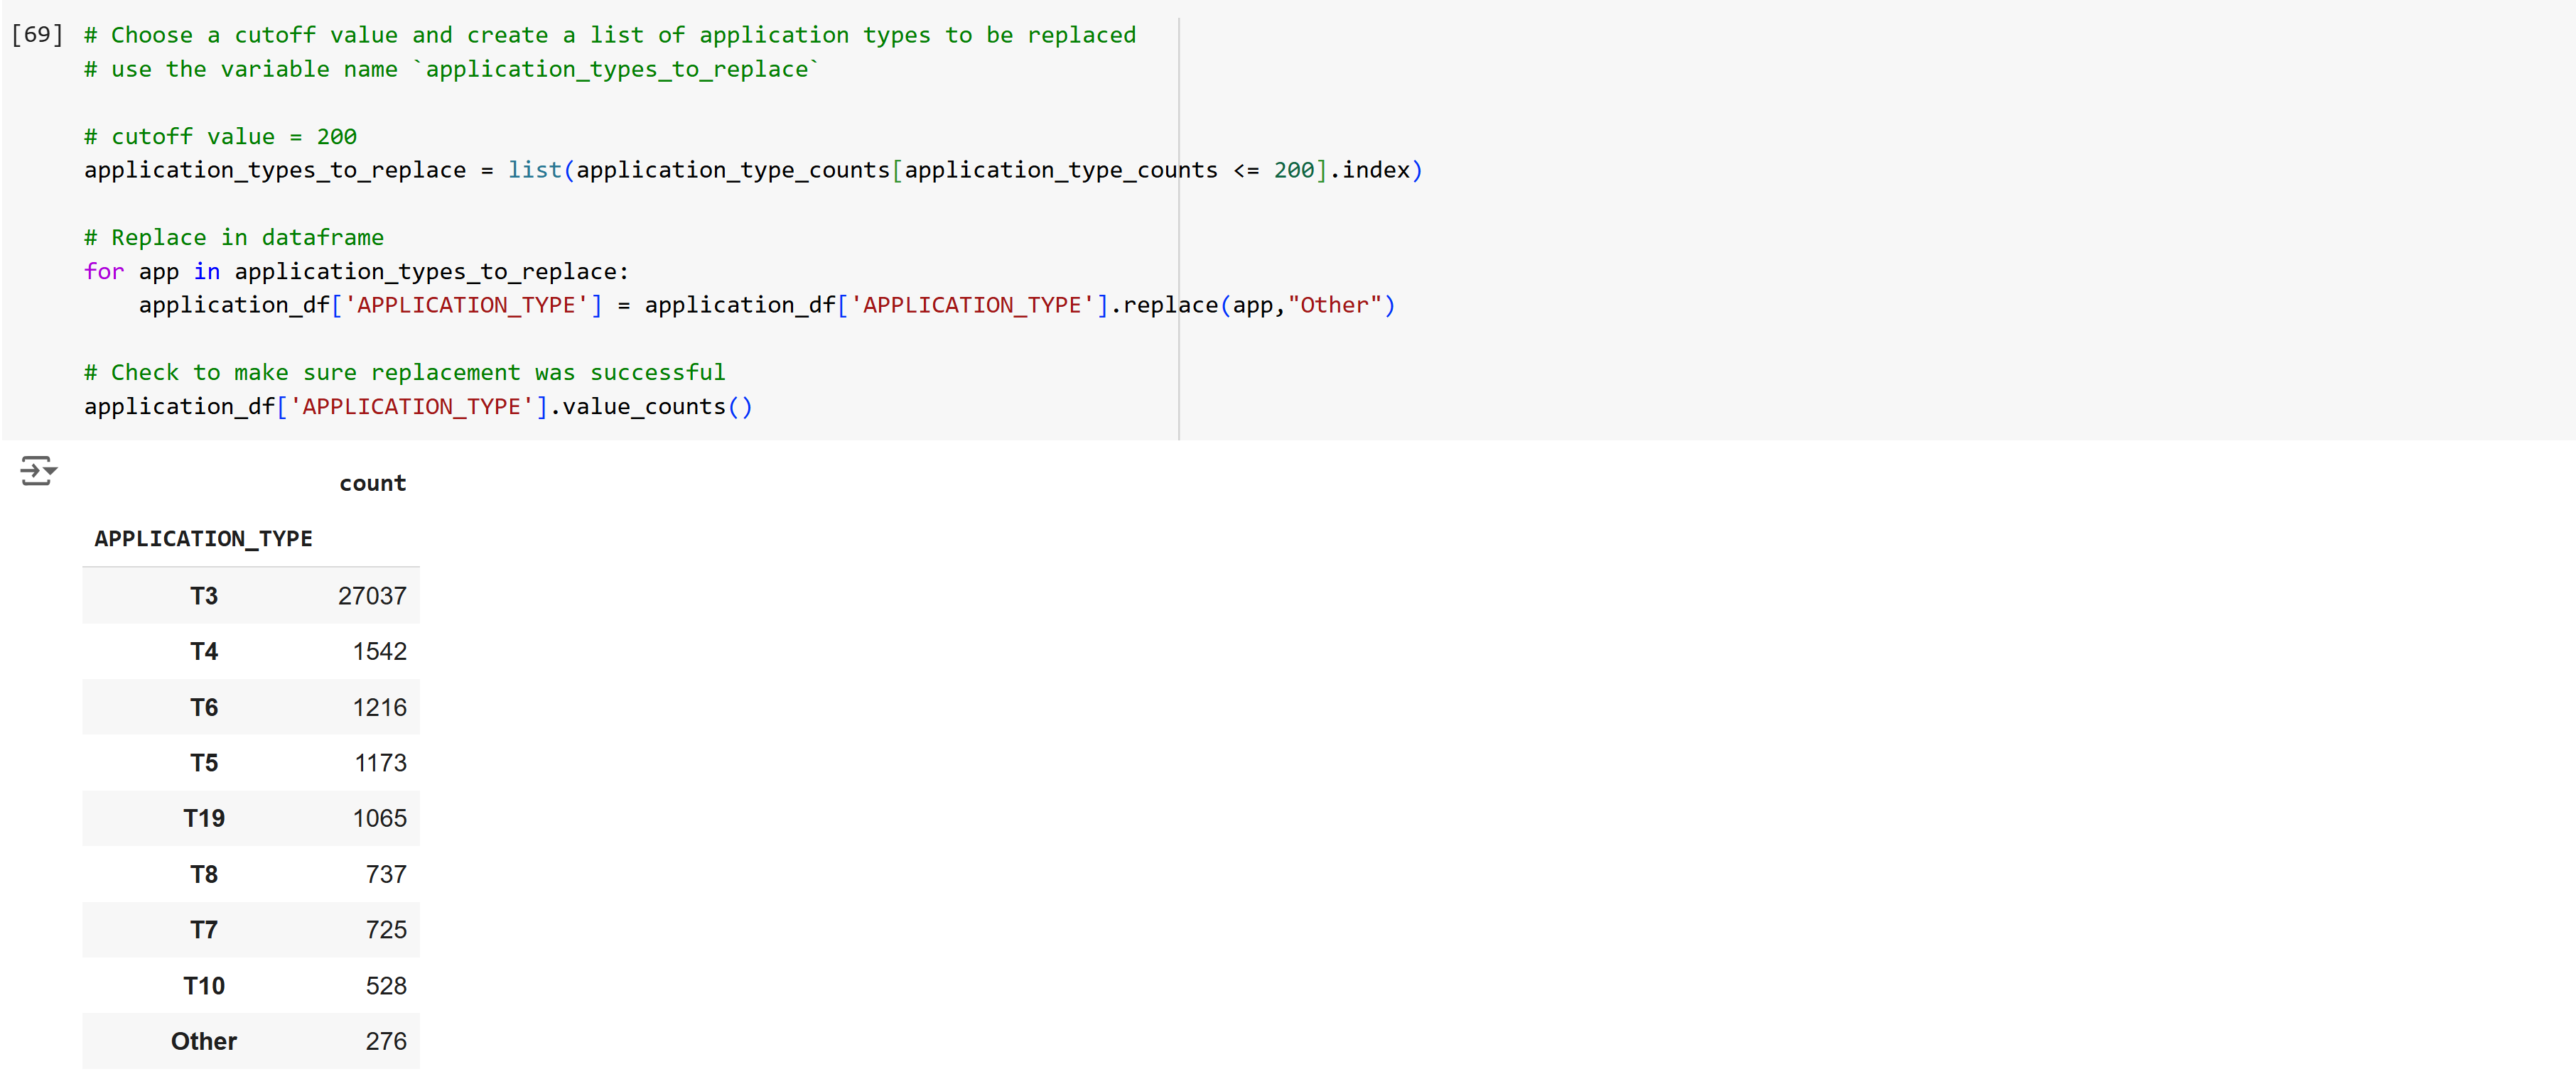 [69] # Choose a cutoff value and create a list of application types to be replaced
# use the variable name `application_types_to_replace`
# cutoff value = 200
application_types_to_replace = list(application_type_counts[application_type_counts <= 200].index)
# Replace in dataframe
for app in application_types_to_replace:
    application_df['APPLICATION_TYPE'] = application_df['APPLICATION_TYPE'].replace(app,"Other")
# Check to make sure replacement was successful
application_df['APPLICATION_TYPE'].value_counts()
count
APPLICATION_TYPE
T3 27037
T4 1542
T6 1216
T5 1173
T19 1065
T8 737
T7 725
T10 528
Other 276